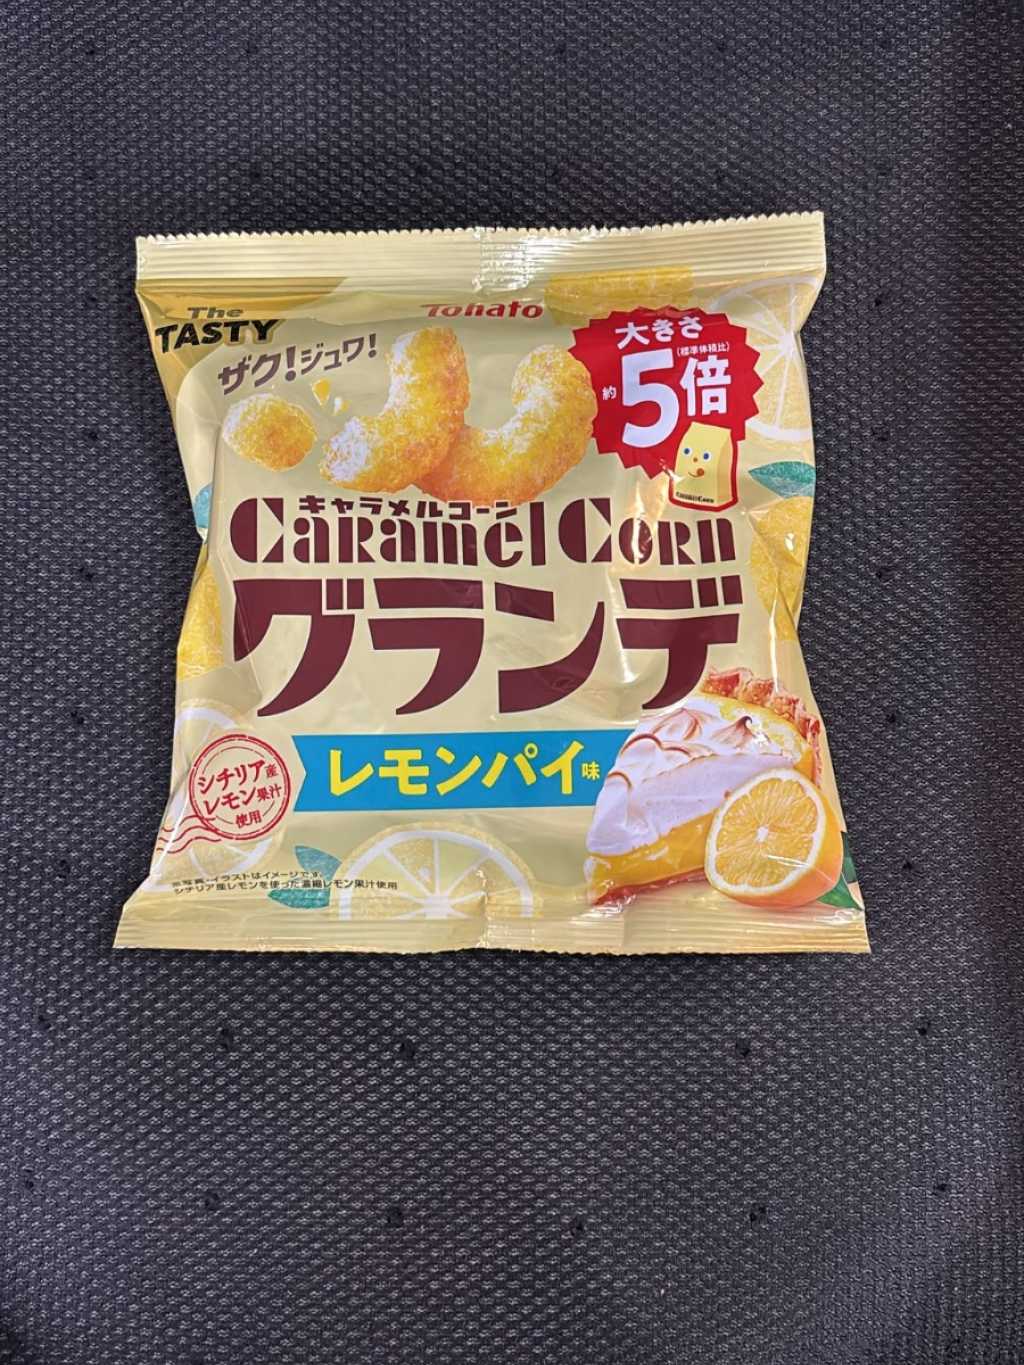 The
TASTY
Tohato
ザク!ジュワ!
大きさ
(標準体積比)
約5倍
CARAMEL CORN
キャラメルコーン
CARAMEL CORN
グランデ
レモンパイ味
シチリア産
レモン果汁
使用
※写真・イラストはイメージです。
シチリア産レモンを使った濃縮レモン果汁使用